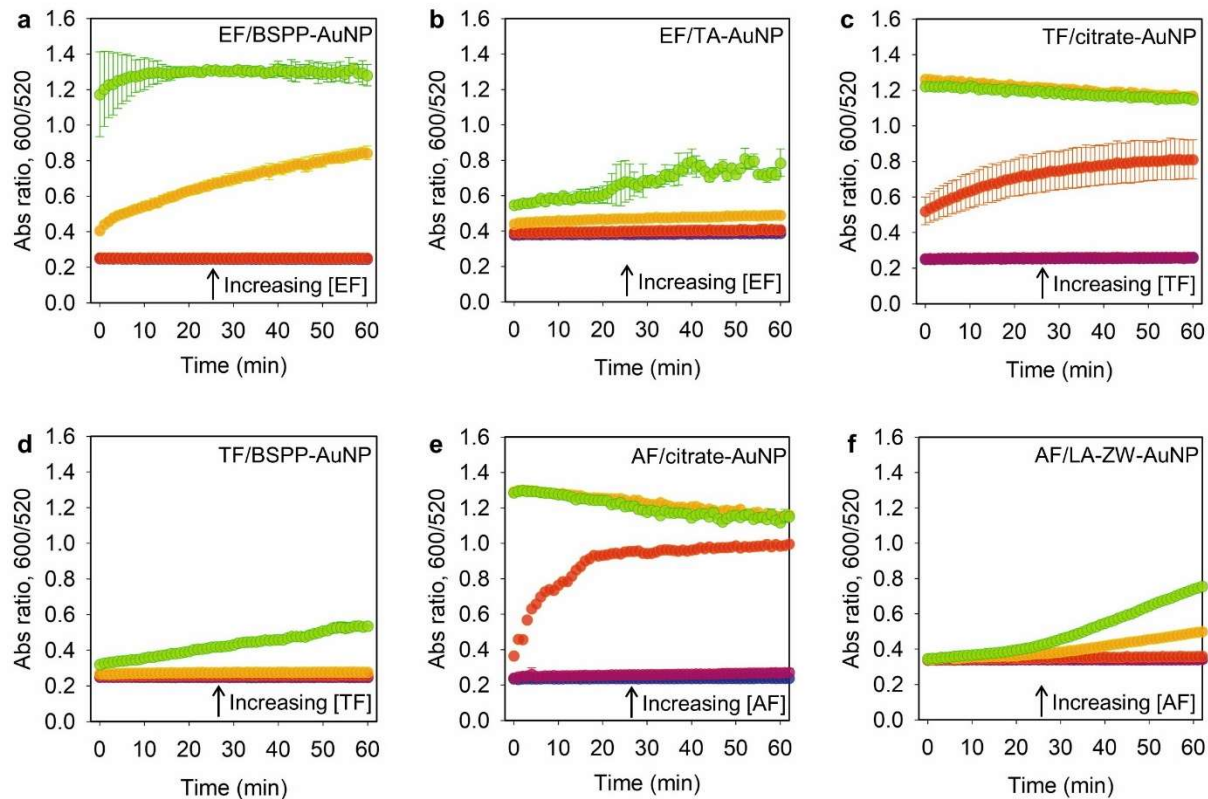 a
EF/BSPP-AuNP
Abs ratio, 600/520
1.6
1.4
1.2
1.0
0.8
0.6
0.4
0.2
0.0
Increasing [EF]
0 10 20 30 40 50 60
Time (min)
b
EF/TA-AuNP
Abs ratio, 600/520
1.6
1.4
1.2
1.0
0.8
0.6
0.4
0.2
0.0
Increasing [EF]
0 10 20 30 40 50 60
Time (min)
c
TF/citrate-AuNP
Abs ratio, 600/520
1.6
1.4
1.2
1.0
0.8
0.6
0.4
0.2
0.0
Increasing [TF]
0 10 20 30 40 50 60
Time (min)
d
TF/BSPP-AuNP
Abs ratio, 600/520
1.6
1.4
1.2
1.0
0.8
0.6
0.4
0.2
0.0
Increasing [TF]
0 10 20 30 40 50 60
Time (min)
e
AF/citrate-AuNP
Abs ratio, 600/520
1.6
1.4
1.2
1.0
0.8
0.6
0.4
0.2
0.0
Increasing [AF]
0 10 20 30 40 50 60
Time (min)
f
AF/LA-ZW-AuNP
Abs ratio, 600/520
1.6
1.4
1.2
1.0
0.8
0.6
0.4
0.2
0.0
Increasing [AF]
0 10 20 30 40 50 60
Time (min)